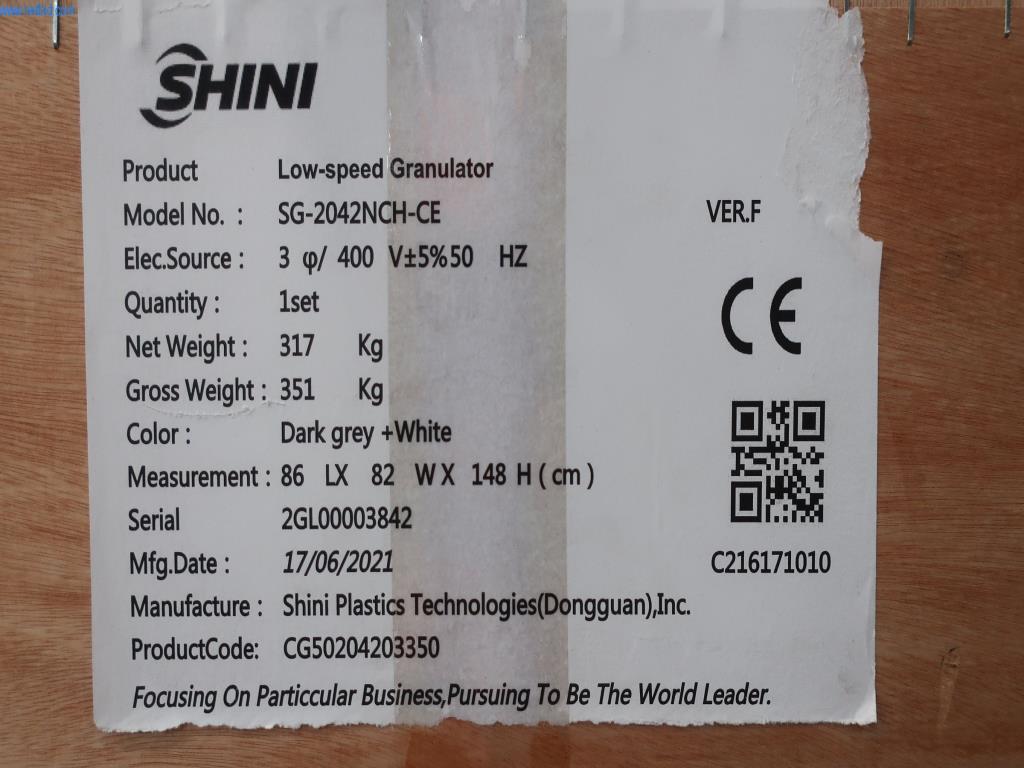 SHINI
Product Low-speed Granulator
Model No. : SG-2042NCH-CE VER.F
Elec.Source : 3 φ/ 400 V±5%50 HZ
Quantity : 1set
CE
Net Weight : 317 Kg
Gross Weight : 351 Kg
Color : Dark grey +White
Measurement : 86 LX 82 W X 148 H ( cm )
Serial 2GL00003842
Mfg.Date : 17/06/2021 C216171010
Manufacture : Shini Plastics Technologies(Dongguan),Inc.
ProductCode: CG50204203350
Focusing On Particcular Business,Pursuing To Be The World Leader.